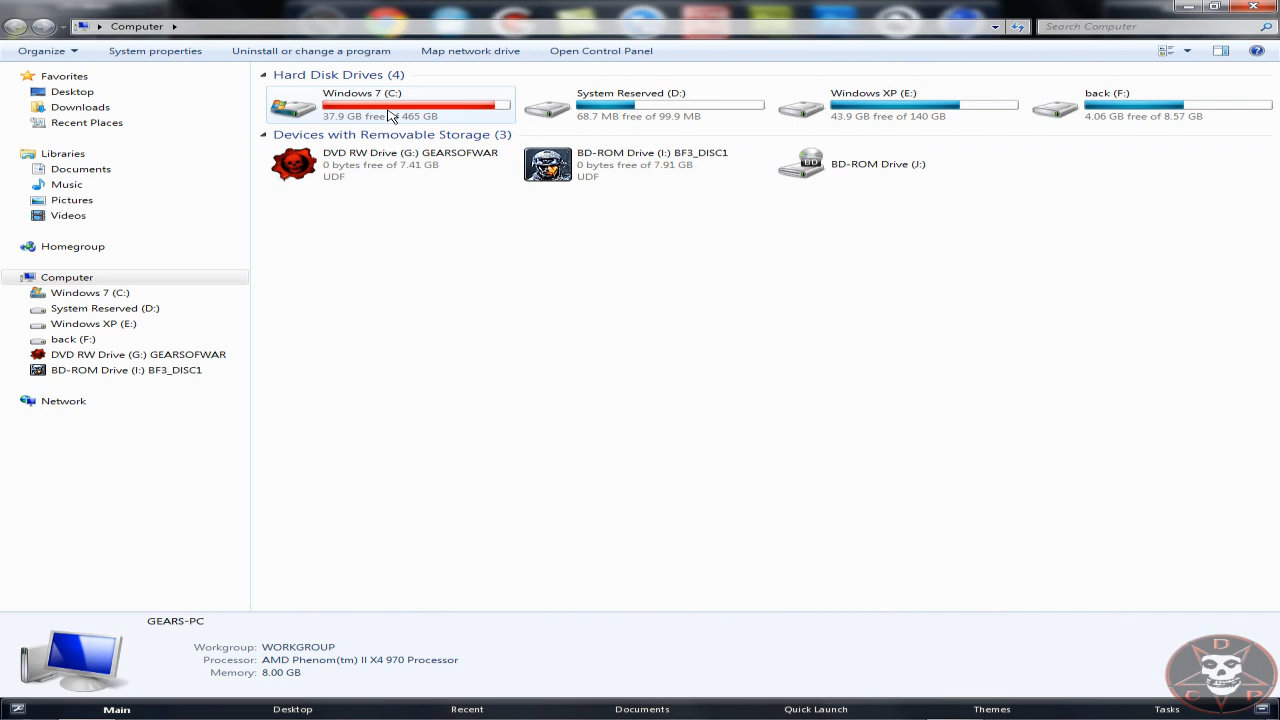 Computer
Search Computer
Organize
System properties
Uninstall or change a program
Map network drive
Open Control Panel
Favorites
Desktop
Downloads
Recent Places
Libraries
Documents
Music
Pictures
Videos
Homegroup
Computer
Windows 7 (C:)
System Reserved (D:)
Windows XP (E:)
back (F:)
DVD RW Drive (G:) GEARSOFWAR
BD-ROM Drive (I:) BF3_DISC1
Network
Hard Disk Drives (4)
Windows 7 (C:)
37.9 GB free of 465 GB
System Reserved (D:)
68.7 MB free of 99.9 MB
Windows XP (E:)
43.9 GB free of 140 GB
back (F:)
4.06 GB free of 8.57 GB
Devices with Removable Storage (3)
DVD RW Drive (G:) GEARSOFWAR
0 bytes free of 7.41 GB
UDF
BD-ROM Drive (I:) BF3_DISC1
0 bytes free of 7.91 GB
UDF
BD
BD-ROM Drive (J:)
GEARS-PC
Workgroup: WORKGROUP
Processor: AMD Phenom(tm) II X4 970 Processor
Memory: 8.00 GB
D
C P
Main
Desktop
Recent
Documents
Quick Launch
Themes
Tasks